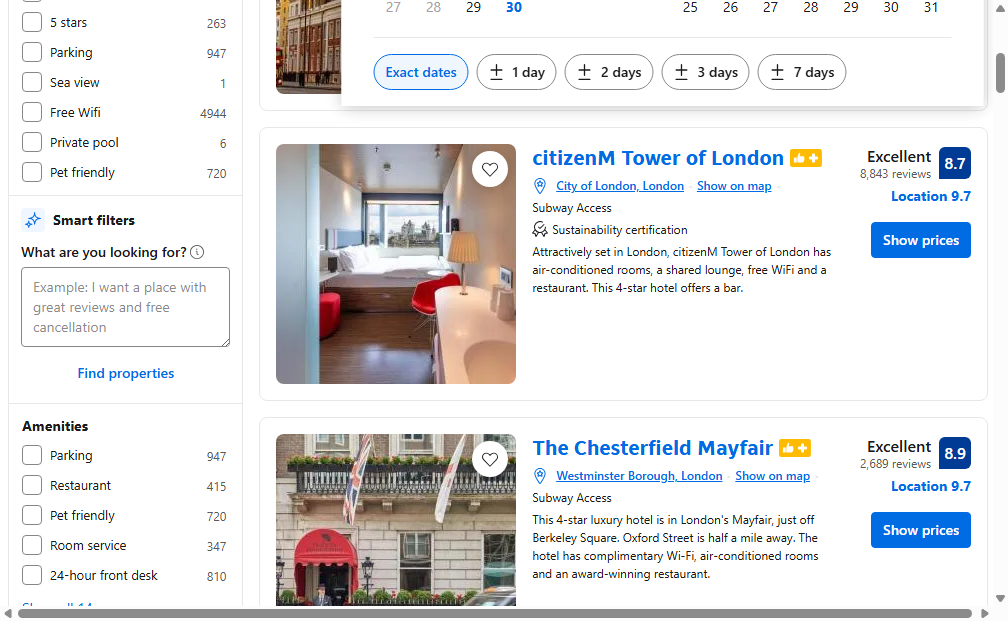 5 stars 263
Parking 947
Sea view 1
Free Wifi 4944
Private pool 6
Pet friendly 720
Smart filters
What are you looking for?
Example: I want a place with
great reviews and free
cancellation
Find properties
Amenities
Parking 947
Restaurant 415
Pet friendly 720
Room service 347
24-hour front desk 810
27 28 29 30 25 26 27 28 29 30 31
Exact dates ± 1 day ± 2 days ± 3 days ± 7 days
citizenM Tower of London
City of London, London · Show on map ·
Subway Access
Sustainability certification
Attractively set in London, citizenM Tower of London has
air-conditioned rooms, a shared lounge, free WiFi and a
restaurant. This 4-star hotel offers a bar.
Excellent 8.7
8,843 reviews
Location 9.7
Show prices
The Chesterfield Mayfair
Westminster Borough, London · Show on map ·
Subway Access
This 4-star luxury hotel is in London's Mayfair, just off
Berkeley Square. Oxford Street is half a mile away. The
hotel has complimentary Wi-Fi, air-conditioned rooms
and an award-winning restaurant.
Excellent 8.9
2,689 reviews
Location 9.7
Show prices